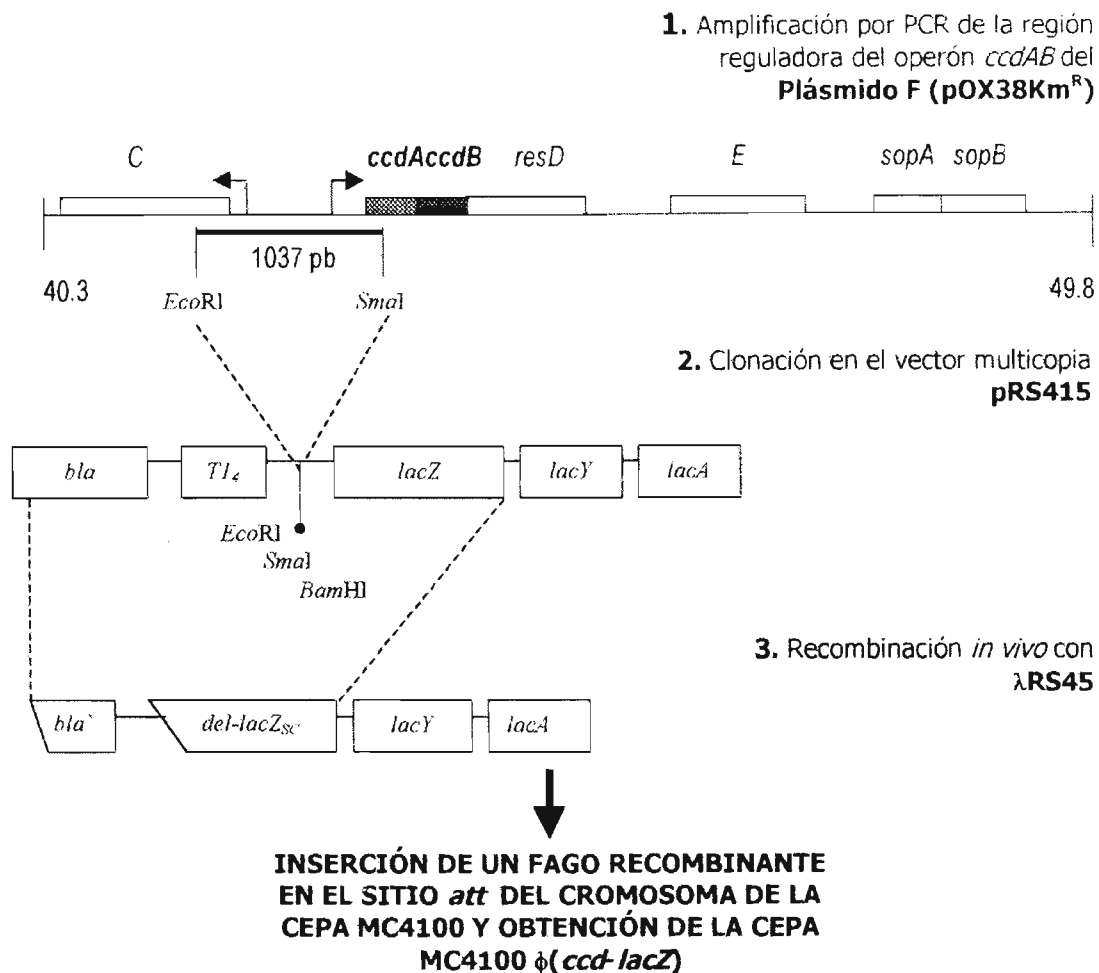 1. Amplificación por PCR de la región
reguladora del operón ccdAB del
Plásmido F (pOX38Kmᴿ)
C ccdAccdB resD E sopA sopB
1037 pb
40.3 EcoRI SmaI 49.8
2. Clonación en el vector multicopia
pRS415
bla T1₄ lacZ lacY lacA
EcoRI
SmaI
BamHI
3. Recombinación in vivo con
λRS45
bla` del-lacZSC lacY lacA
INSERCIÓN DE UN FAGO RECOMBINANTE
EN EL SITIO att DEL CROMOSOMA DE LA
CEPA MC4100 Y OBTENCIÓN DE LA CEPA
MC4100 ϕ(ccd-lacZ)